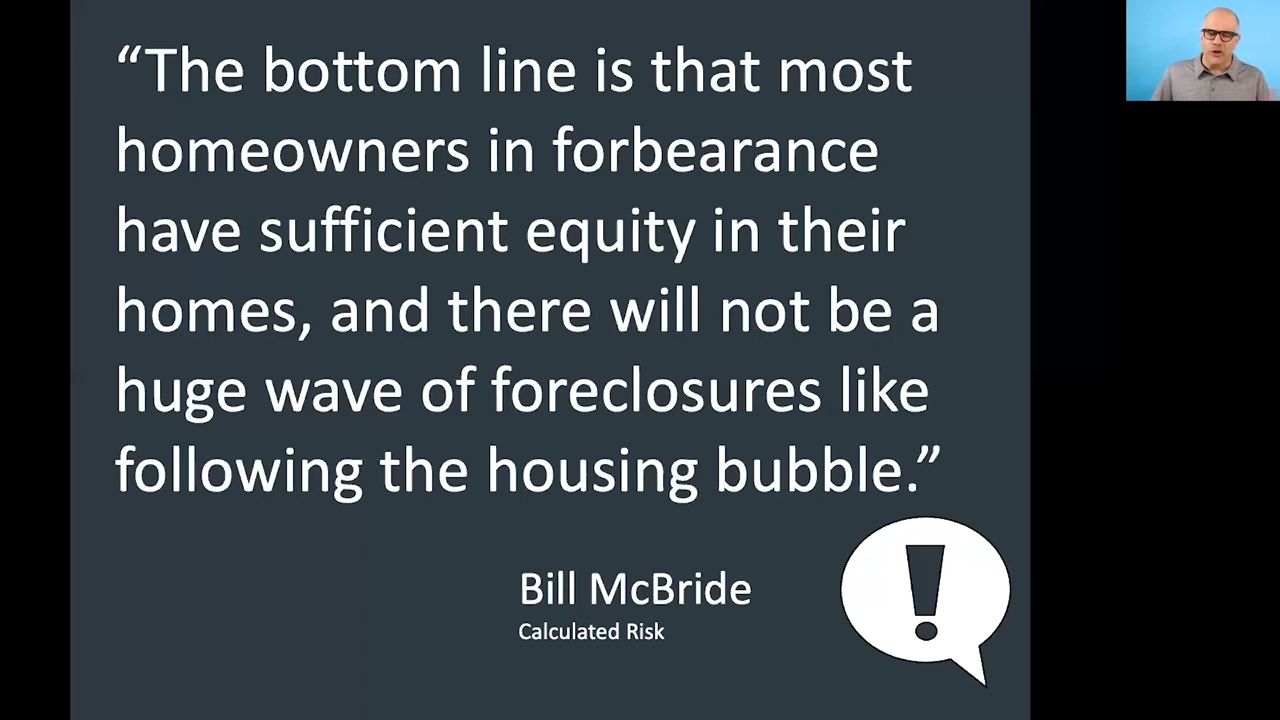 “The bottom line is that most
homeowners in forbearance
have sufficient equity in their
homes, and there will not be a
huge wave of foreclosures like
following the housing bubble.”
Bill McBride
Calculated Risk
!